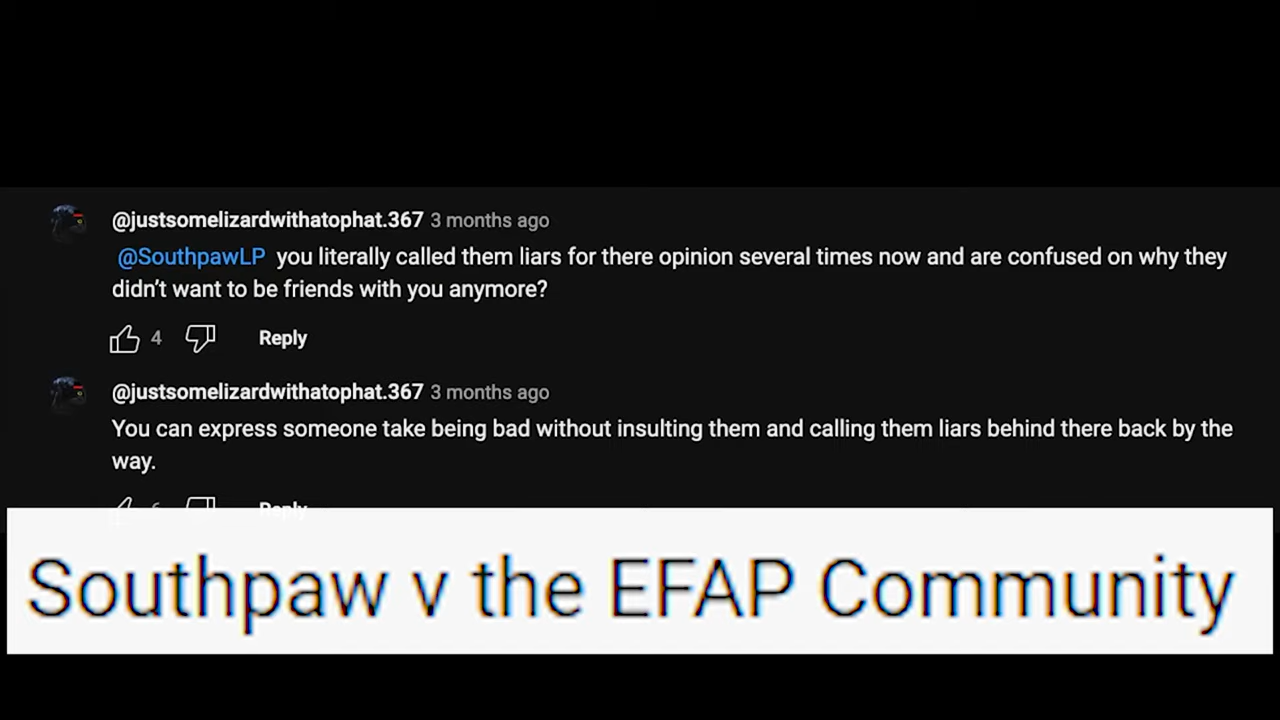 @justsomelizardwithatophat.367 3 months ago
@SouthpawLP you literally called them liars for there opinion several times now and are confused on why they
didn't want to be friends with you anymore?
4 Reply
@justsomelizardwithatophat.367 3 months ago
You can express someone take being bad without insulting them and calling them liars behind there back by the
way.
6 Reply
Southpaw v the EFAP Community